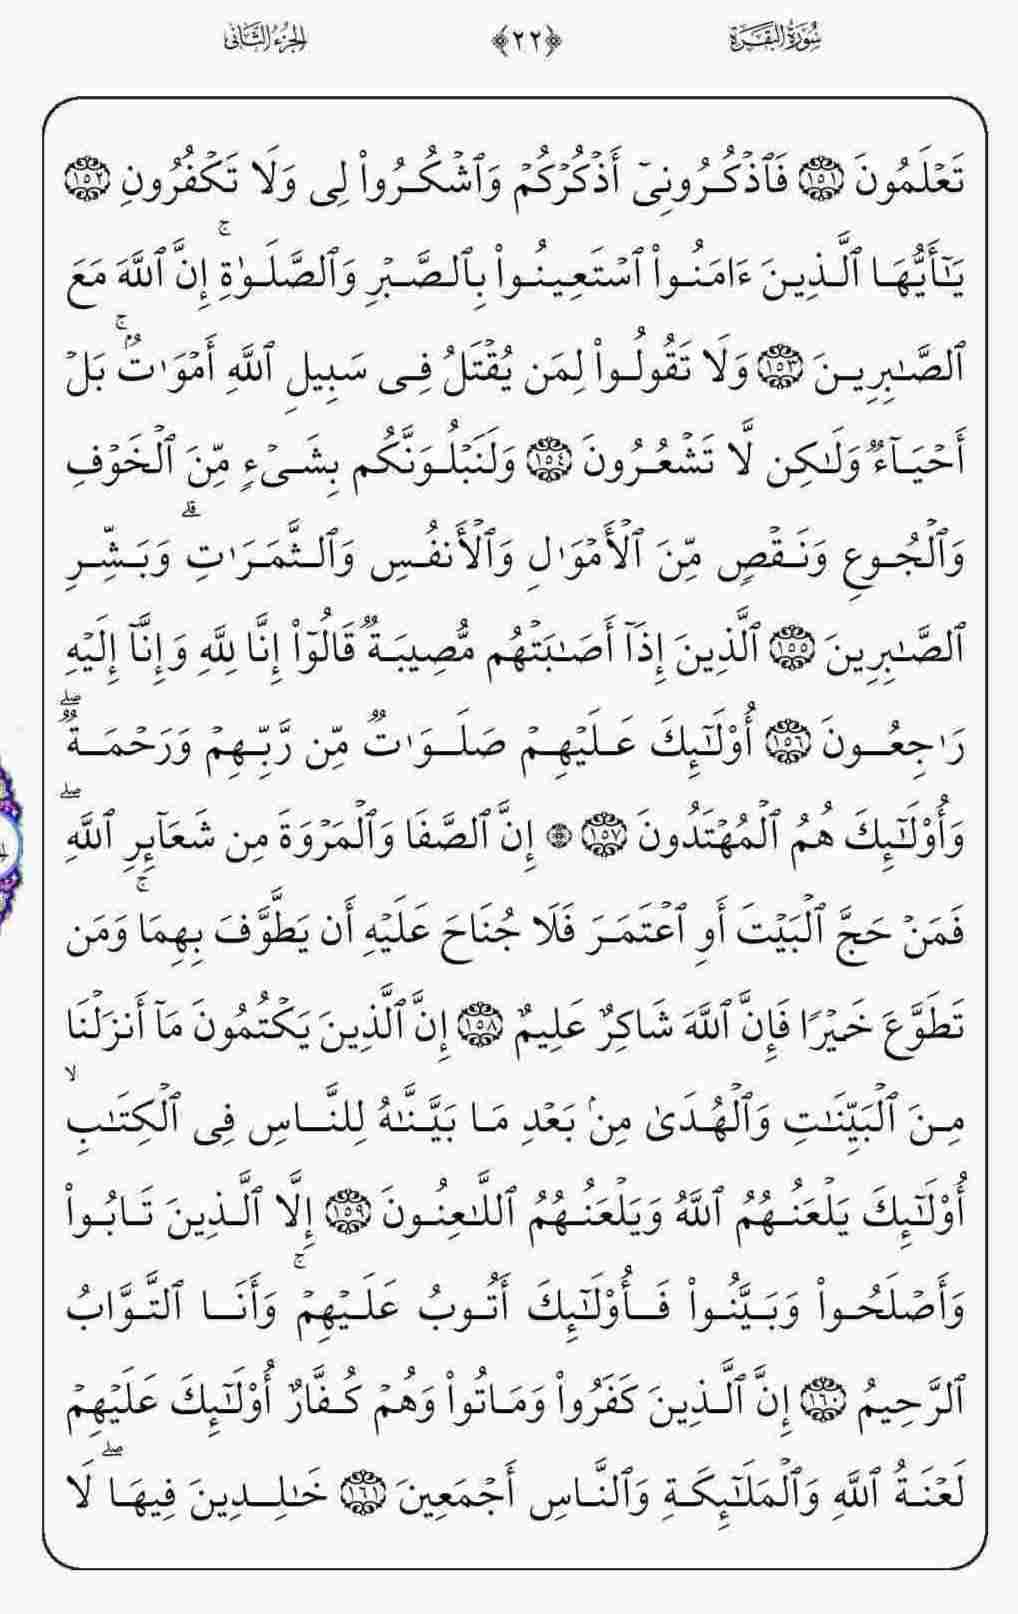 سُورَةُ البَقَرَةِ ﴿٢٢﴾ الجُزءُ الثَّانِي
تَعۡلَمُونَ ١٥١ فَٱذۡكُرُونِيٓ أَذۡكُرۡكُمۡ وَٱشۡكُرُواْ لِي وَلَا تَكۡفُرُونِ ١٥٢
يَٰٓأَيُّهَا ٱلَّذِينَ ءَامَنُواْ ٱسۡتَعِينُواْ بِٱلصَّبۡرِ وَٱلصَّلَوٰةِۚ إِنَّ ٱللَّهَ مَعَ
ٱلصَّٰبِرِينَ ١٥٣ وَلَا تَقُولُواْ لِمَن يُقۡتَلُ فِي سَبِيلِ ٱللَّهِ أَمۡوَٰتُۢۚ بَلۡ
أَحۡيَآءٞ وَلَٰكِن لَّا تَشۡعُرُونَ ١٥٤ وَلَنَبۡلُوَنَّكُم بِشَيۡءٖ مِّنَ ٱلۡخَوۡفِ
وَٱلۡجُوعِ وَنَقۡصٖ مِّنَ ٱلۡأَمۡوَٰلِ وَٱلۡأَنفُسِ وَٱلثَّمَرَٰتِۗ وَبَشِّرِ
ٱلصَّٰبِرِينَ ١٥٥ ٱلَّذِينَ إِذَآ أَصَٰبَتۡهُم مُّصِيبَةٞ قَالُوٓاْ إِنَّا لِلَّهِ وَإِنَّآ إِلَيۡهِ
رَٰجِعُونَ ١٥٦ أُوْلَٰٓئِكَ عَلَيۡهِمۡ صَلَوَٰتٞ مِّن رَّبِّهِمۡ وَرَحۡمَةٞۖ
وَأُوْلَٰٓئِكَ هُمُ ٱلۡمُهۡتَدُونَ ١٥٧ ۞ إِنَّ ٱلصَّفَا وَٱلۡمَرۡوَةَ مِن شَعَآئِرِ ٱللَّهِۖ
فَمَنۡ حَجَّ ٱلۡبَيۡتَ أَوِ ٱعۡتَمَرَ فَلَا جُنَاحَ عَلَيۡهِ أَن يَطَّوَّفَ بِهِمَاۚ وَمَن
تَطَوَّعَ خَيۡرٗا فَإِنَّ ٱللَّهَ شَاكِرٌ عَلِيمٌ ١٥٨ إِنَّ ٱلَّذِينَ يَكۡتُمُونَ مَآ أَنزَلۡنَا
مِنَ ٱلۡبَيِّنَٰتِ وَٱلۡهُدَىٰ مِنۢ بَعۡدِ مَا بَيَّنَّٰهُ لِلنَّاسِ فِي ٱلۡكِتَٰبِۙ
أُوْلَٰٓئِكَ يَلۡعَنُهُمُ ٱللَّهُ وَيَلۡعَنُهُمُ ٱللَّٰعِنُونَ ١٥٩ إِلَّا ٱلَّذِينَ تَابُواْ
وَأَصۡلَحُواْ وَبَيَّنُواْ فَأُوْلَٰٓئِكَ أَتُوبُ عَلَيۡهِمۡۚ وَأَنَا ٱلتَّوَّابُ
ٱلرَّحِيمُ ١٦٠ إِنَّ ٱلَّذِينَ كَفَرُواْ وَمَاتُواْ وَهُمۡ كُفَّارٌ أُوْلَٰٓئِكَ عَلَيۡهِمۡ
لَعۡنَةُ ٱللَّهِ وَٱلۡمَلَٰٓئِكَةِ وَٱلنَّاسِ أَجۡمَعِينَ ١٦١ خَٰلِدِينَ فِيهَاۖ لَا